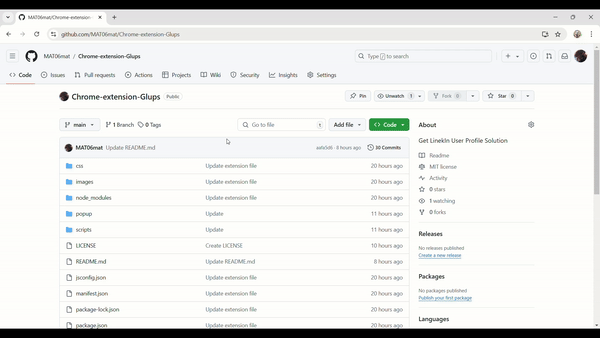 MAT06mat/Chrome-extension-
github.com/MAT06mat/Chrome-extension-Glups
MAT06mat / Chrome-extension-Glups
Type / to search
Code Issues Pull requests Actions Projects Wiki Security Insights Settings
Chrome-extension-Glups Public
Pin Unwatch 1 Fork 0 Star 0
main 1 Branch 0 Tags Go to file t Add file Code
About
Get LinekIn User Profile Solution
MAT06mat Update README.md 8 hours ago 30 Commits
css Update extension file 20 hours ago
images Update extension file 20 hours ago
node_modules Update extension file 20 hours ago
popup Update 11 hours ago
scripts Update 11 hours ago
LICENSE Create LICENSE 10 hours ago
README.md Update README.md 8 hours ago
jsconfig.json Update extension file 20 hours ago
manifest.json Update extension file 20 hours ago
package-lock.json Update extension file 20 hours ago
package.json Update extension file 20 hours ago
Readme
MIT license
Activity
0 stars
1 watching
0 forks
Releases
No releases published
Create a new release
Packages
No packages published
Publish your first package
Languages